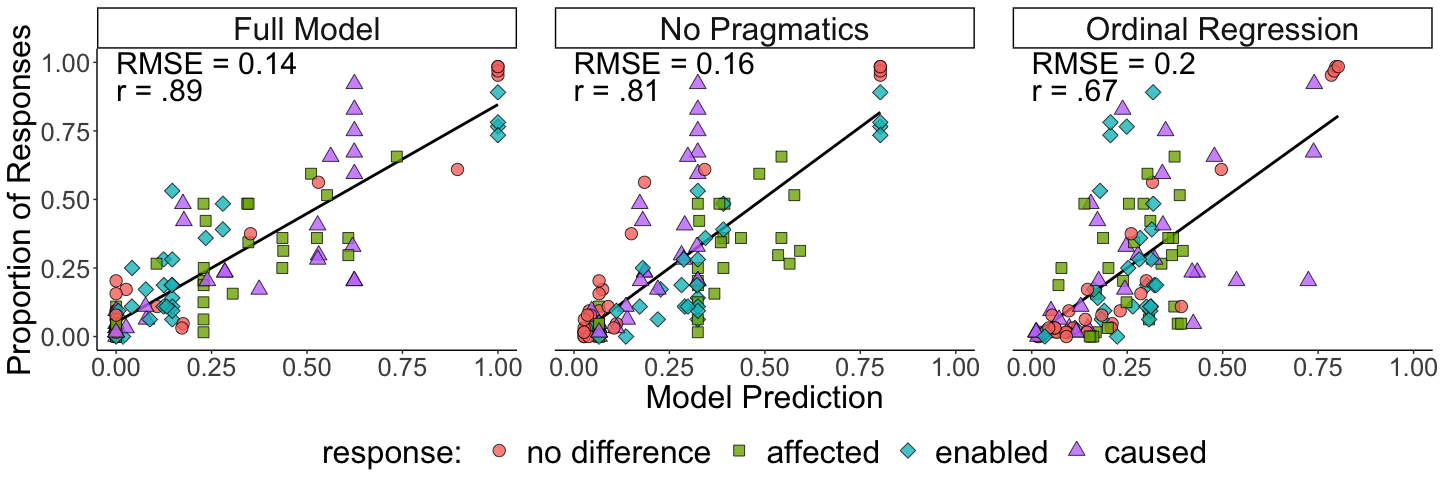 Full Model
No Pragmatics
Ordinal Regression
Proportion of Responses
1.00
0.75
0.50
0.25
0.00
RMSE = 0.14
r = .89
RMSE = 0.16
r = .81
RMSE = 0.2
r = .67
0.00 0.25 0.50 0.75 1.00
0.00 0.25 0.50 0.75 1.00
0.00 0.25 0.50 0.75 1.00
Model Prediction
response: no difference affected enabled caused